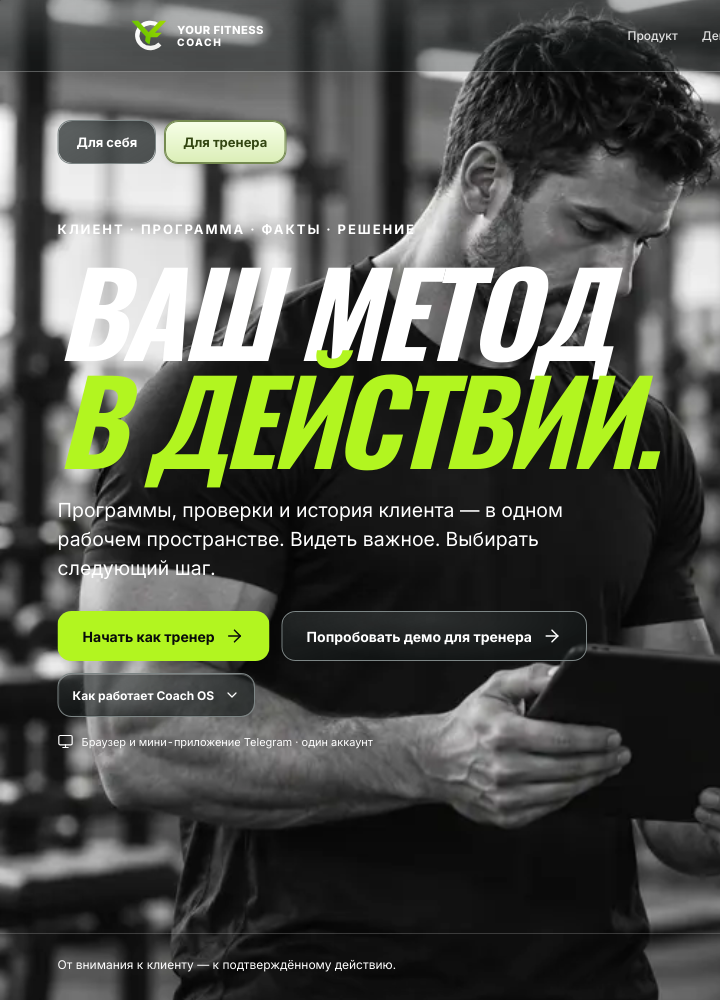 YOUR FITNESS
COACH
Продукт
Для себя
Для тренера
КЛИЕНТ · ПРОГРАММА · ФАКТЫ · РЕШЕНИЕ
ВАШ МЕТОД
В ДЕЙСТВИИ.
Программы, проверки и история клиента — в одном
рабочем пространстве. Видеть важное. Выбирать
следующий шаг.
Начать как тренер
Попробовать демо для тренера
Как работает Coach OS
Браузер и мини-приложение Telegram · один аккаунт
От внимания к клиенту — к подтверждённому действию.